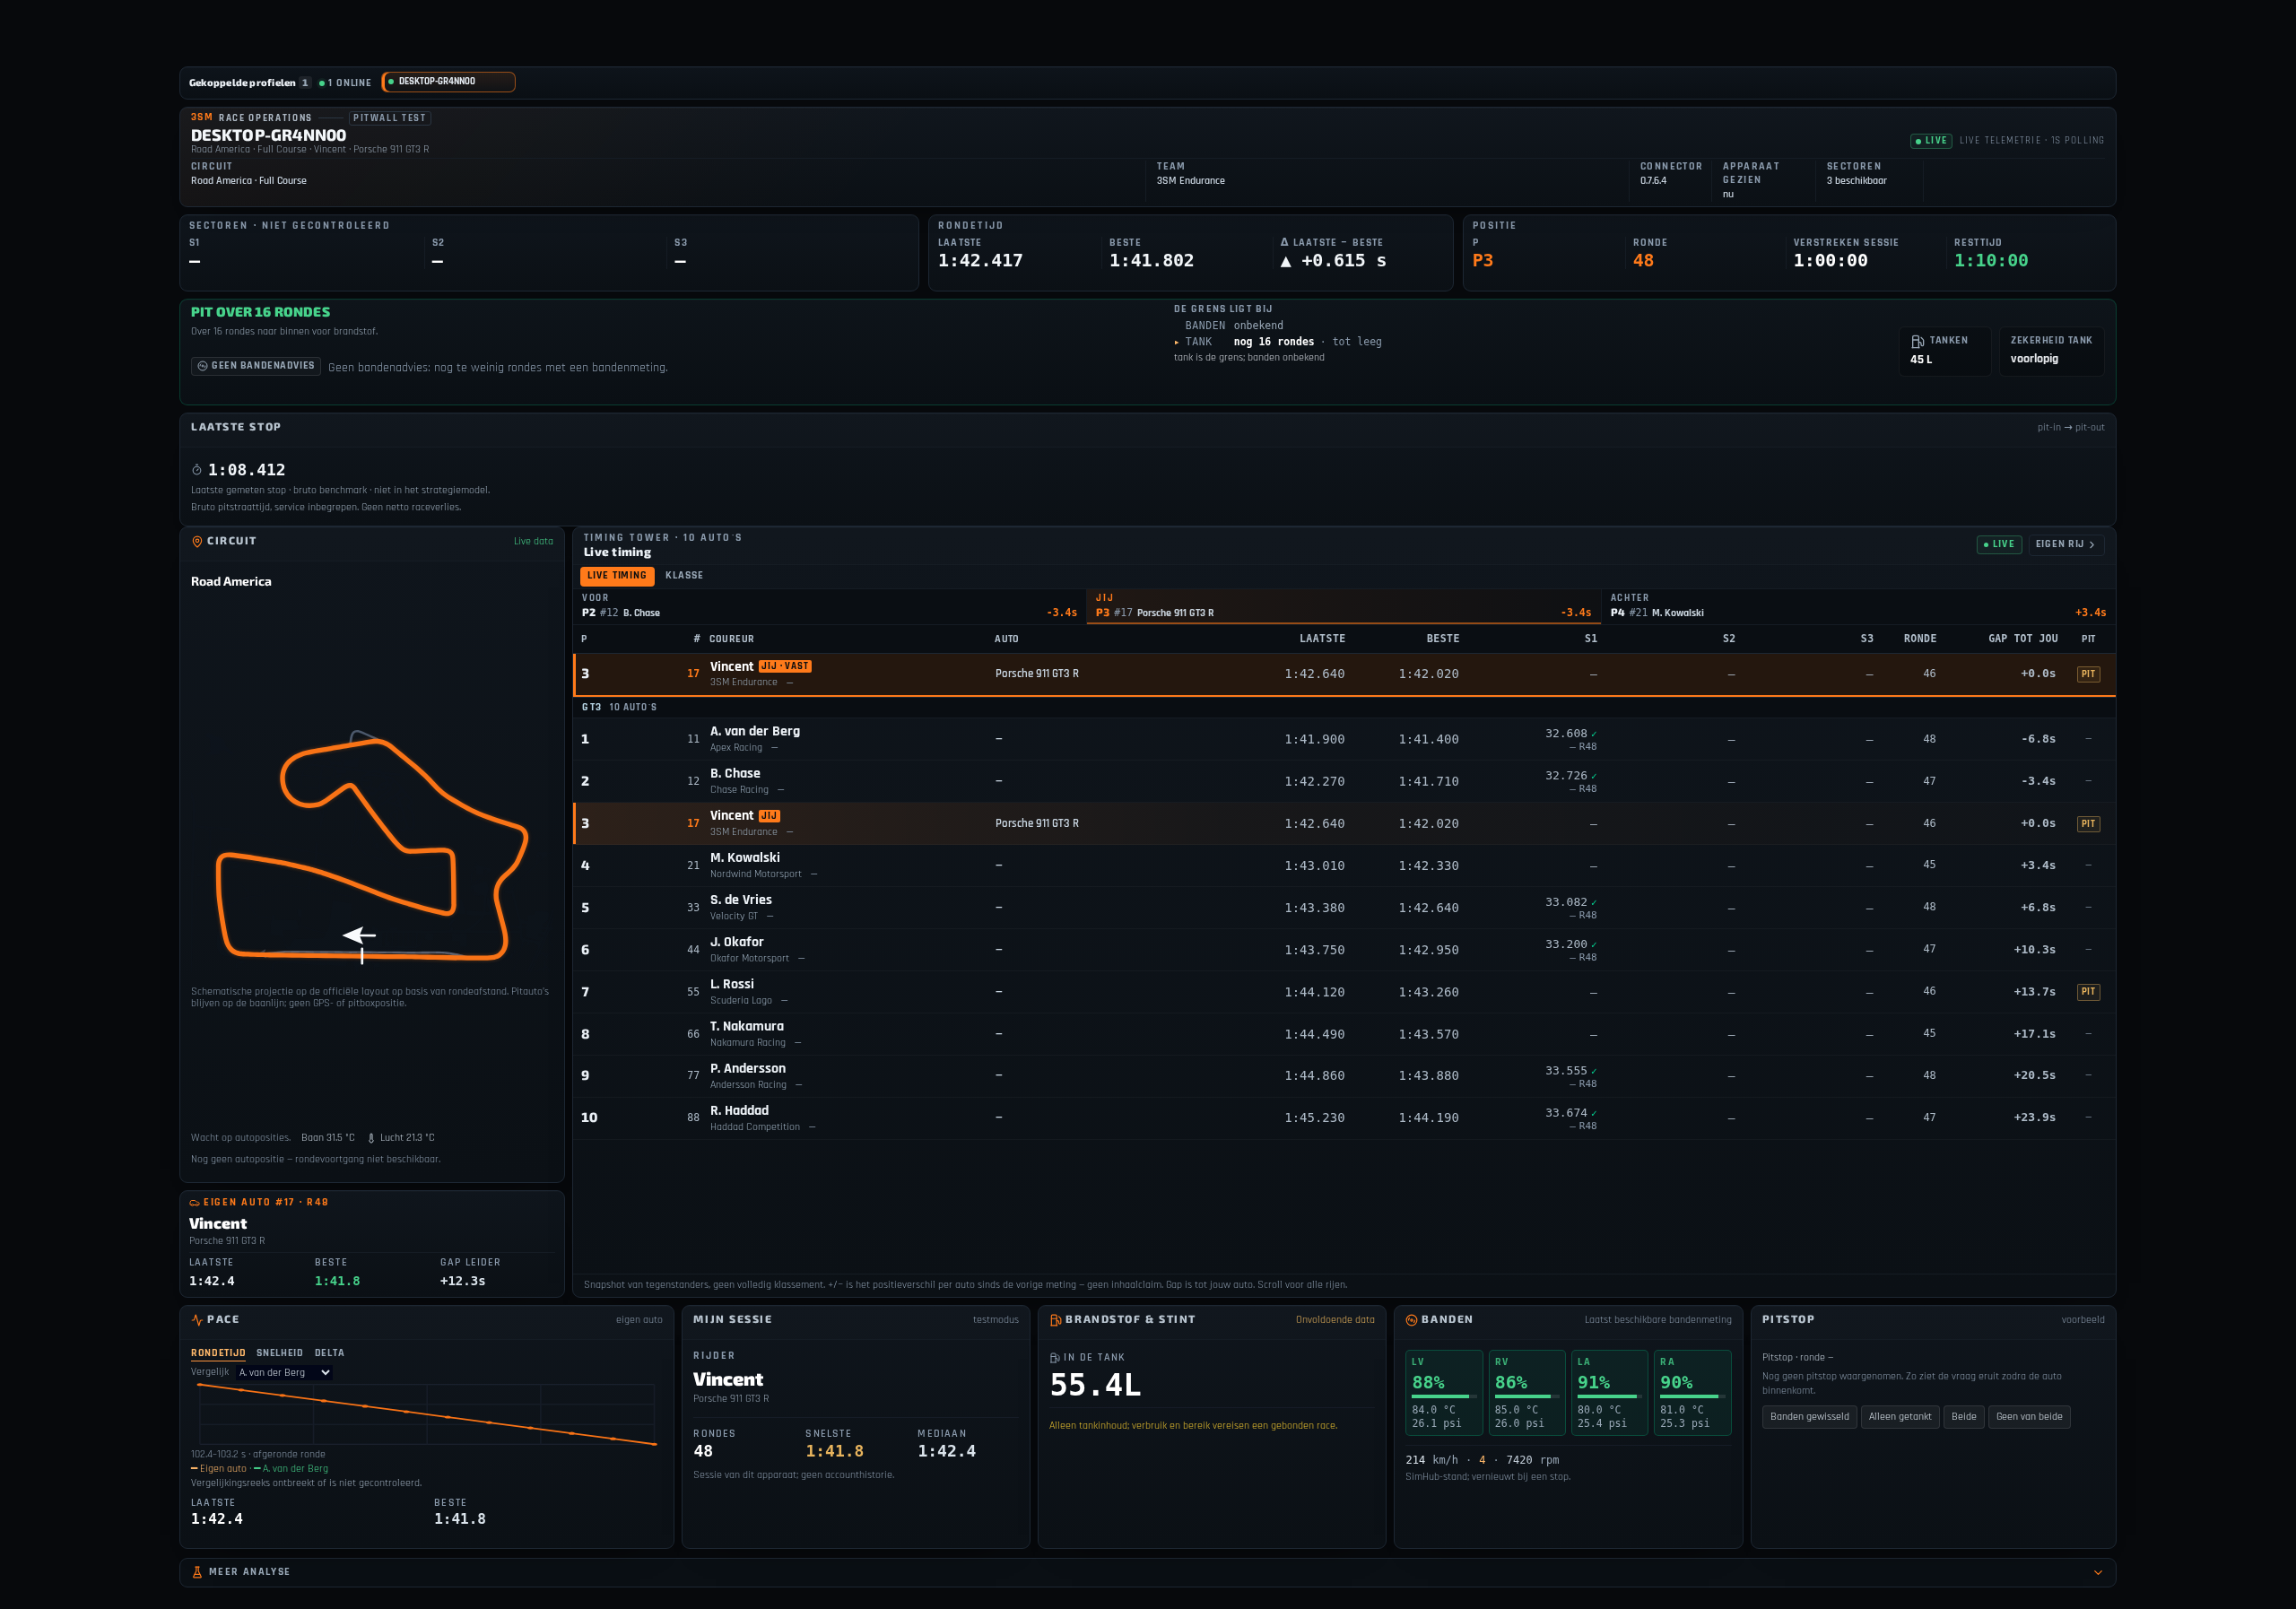 Gekoppelde profielen 1 1 ONLINE DESKTOP-GR4NN00
3SM RACE OPERATIONS PITWALL TEST
DESKTOP-GR4NN00
Road America · Full Course · Vincent · Porsche 911 GT3 R
LIVE LIVE TELEMETRIE · 1S POLLING
CIRCUIT TEAM CONNECTOR APPARAAT GEZIEN SECTOREN
Road America · Full Course 3SM Endurance 0.7.6.4 nu 3 beschikbaar
SECTOREN · NIET GECONTROLEERD
S1 S2 S3
— — —
RONDETIJD
LAATSTE BESTE Δ LAATSTE − BESTE
1:42.417 1:41.802 ▲ +0.615 s
POSITIE
P RONDE VERSTREKEN SESSIE RESTTIJD
P3 48 1:00:00 1:10:00
PIT OVER 16 RONDES
Over 16 rondes naar binnen voor brandstof.
GEEN BANDENADVIES Geen bandenadvies: nog te weinig rondes met een bandenmeting.
DE GRENS LIGT BIJ
BANDEN onbekend
▸ TANK nog 16 rondes · tot leeg
tank is de grens; banden onbekend
TANKEN
45 L
ZEKERHEID TANK
voorlopig
LAATSTE STOP pit-in → pit-out
1:08.412
Laatste gemeten stop · bruto benchmark · niet in het strategiemodel.
Bruto pitstraattijd, service inbegrepen. Geen netto raceverlies.
CIRCUIT Live data
Road America
Schematische projectie op de officiële layout op basis van rondeafstand. Pitauto's
blijven op de baanlijn; geen GPS- of pitboxpositie.
Wacht op autoposities. Baan 31.5 °C Lucht 21.3 °C
Nog geen autopositie — rondevoortgang niet beschikbaar.
EIGEN AUTO #17 · R48
Vincent
Porsche 911 GT3 R
LAATSTE BESTE GAP LEIDER
1:42.4 1:41.8 +12.3s
TIMING TOWER · 10 AUTO'S
Live timing
LIVE EIGEN RIJ
LIVE TIMING KLASSE
VOOR
P2 #12 B. Chase -3.4s
JIJ
P3 #17 Porsche 911 GT3 R -3.4s
ACHTER
P4 #21 M. Kowalski +3.4s
P # COUREUR AUTO LAATSTE BESTE S1 S2 S3 RONDE GAP TOT JOU PIT
3 17 Vincent JIJ · VAST Porsche 911 GT3 R 1:42.640 1:42.020 — — — 46 +0.0s PIT
3SM Endurance —
GT3 10 AUTO'S
1 11 A. van der Berg — 1:41.900 1:41.400 32.608 ✓ — — 48 -6.8s —
Apex Racing — — R48
2 12 B. Chase — 1:42.270 1:41.710 32.726 ✓ — — 47 -3.4s —
Chase Racing — — R48
3 17 Vincent JIJ Porsche 911 GT3 R 1:42.640 1:42.020 — — — 46 +0.0s PIT
3SM Endurance —
4 21 M. Kowalski — 1:43.010 1:42.330 — — — 45 +3.4s —
Nordwind Motorsport —
5 33 S. de Vries — 1:43.380 1:42.640 33.082 ✓ — — 48 +6.8s —
Velocity GT — — R48
6 44 J. Okafor — 1:43.750 1:42.950 33.200 ✓ — — 47 +10.3s —
Okafor Motorsport — — R48
7 55 L. Rossi — 1:44.120 1:43.260 — — — 46 +13.7s PIT
Scuderia Lago —
8 66 T. Nakamura — 1:44.490 1:43.570 — — — 45 +17.1s —
Nakamura Racing —
9 77 P. Andersson — 1:44.860 1:43.880 33.555 ✓ — — 48 +20.5s —
Andersson Racing — — R48
10 88 R. Haddad — 1:45.230 1:44.190 33.674 ✓ — — 47 +23.9s —
Haddad Competition — — R48
Snapshot van tegenstanders, geen volledig klassement. +/− is het positieverschil per auto sinds de vorige meting — geen inhaalclaim. Gap is tot jouw auto. Scroll voor alle rijen.
PACE eigen auto
RONDETIJD SNELHEID DELTA
Vergelijk A. van der Berg
102.4–103.2 s · afgeronde ronde
Eigen auto · A. van der Berg
Vergelijkingsreeks ontbreekt of is niet gecontroleerd.
LAATSTE BESTE
1:42.4 1:41.8
MIJN SESSIE testmodus
RIJDER
Vincent
Porsche 911 GT3 R
RONDES SNELSTE MEDIAAN
48 1:41.8 1:42.4
Sessie van dit apparaat; geen accounthistorie.
BRANDSTOF & STINT Onvoldoende data
IN DE TANK
55.4L
Alleen tankinhoud; verbruik en bereik vereisen een gebonden race.
BANDEN Laatst beschikbare bandenmeting
LV RV LA RA
88% 86% 91% 90%
84.0 °C 85.0 °C 80.0 °C 81.0 °C
26.1 psi 26.0 psi 25.4 psi 25.3 psi
214 km/h · 4 · 7420 rpm
SimHub-stand; vernieuwt bij een stop.
PITSTOP voorbeeld
Pitstop · ronde —
Nog geen pitstop waargenomen. Zo ziet de vraag eruit zodra de auto
binnenkomt.
Banden gewisseld Alleen getankt Beide Geen van beide
MEER ANALYSE